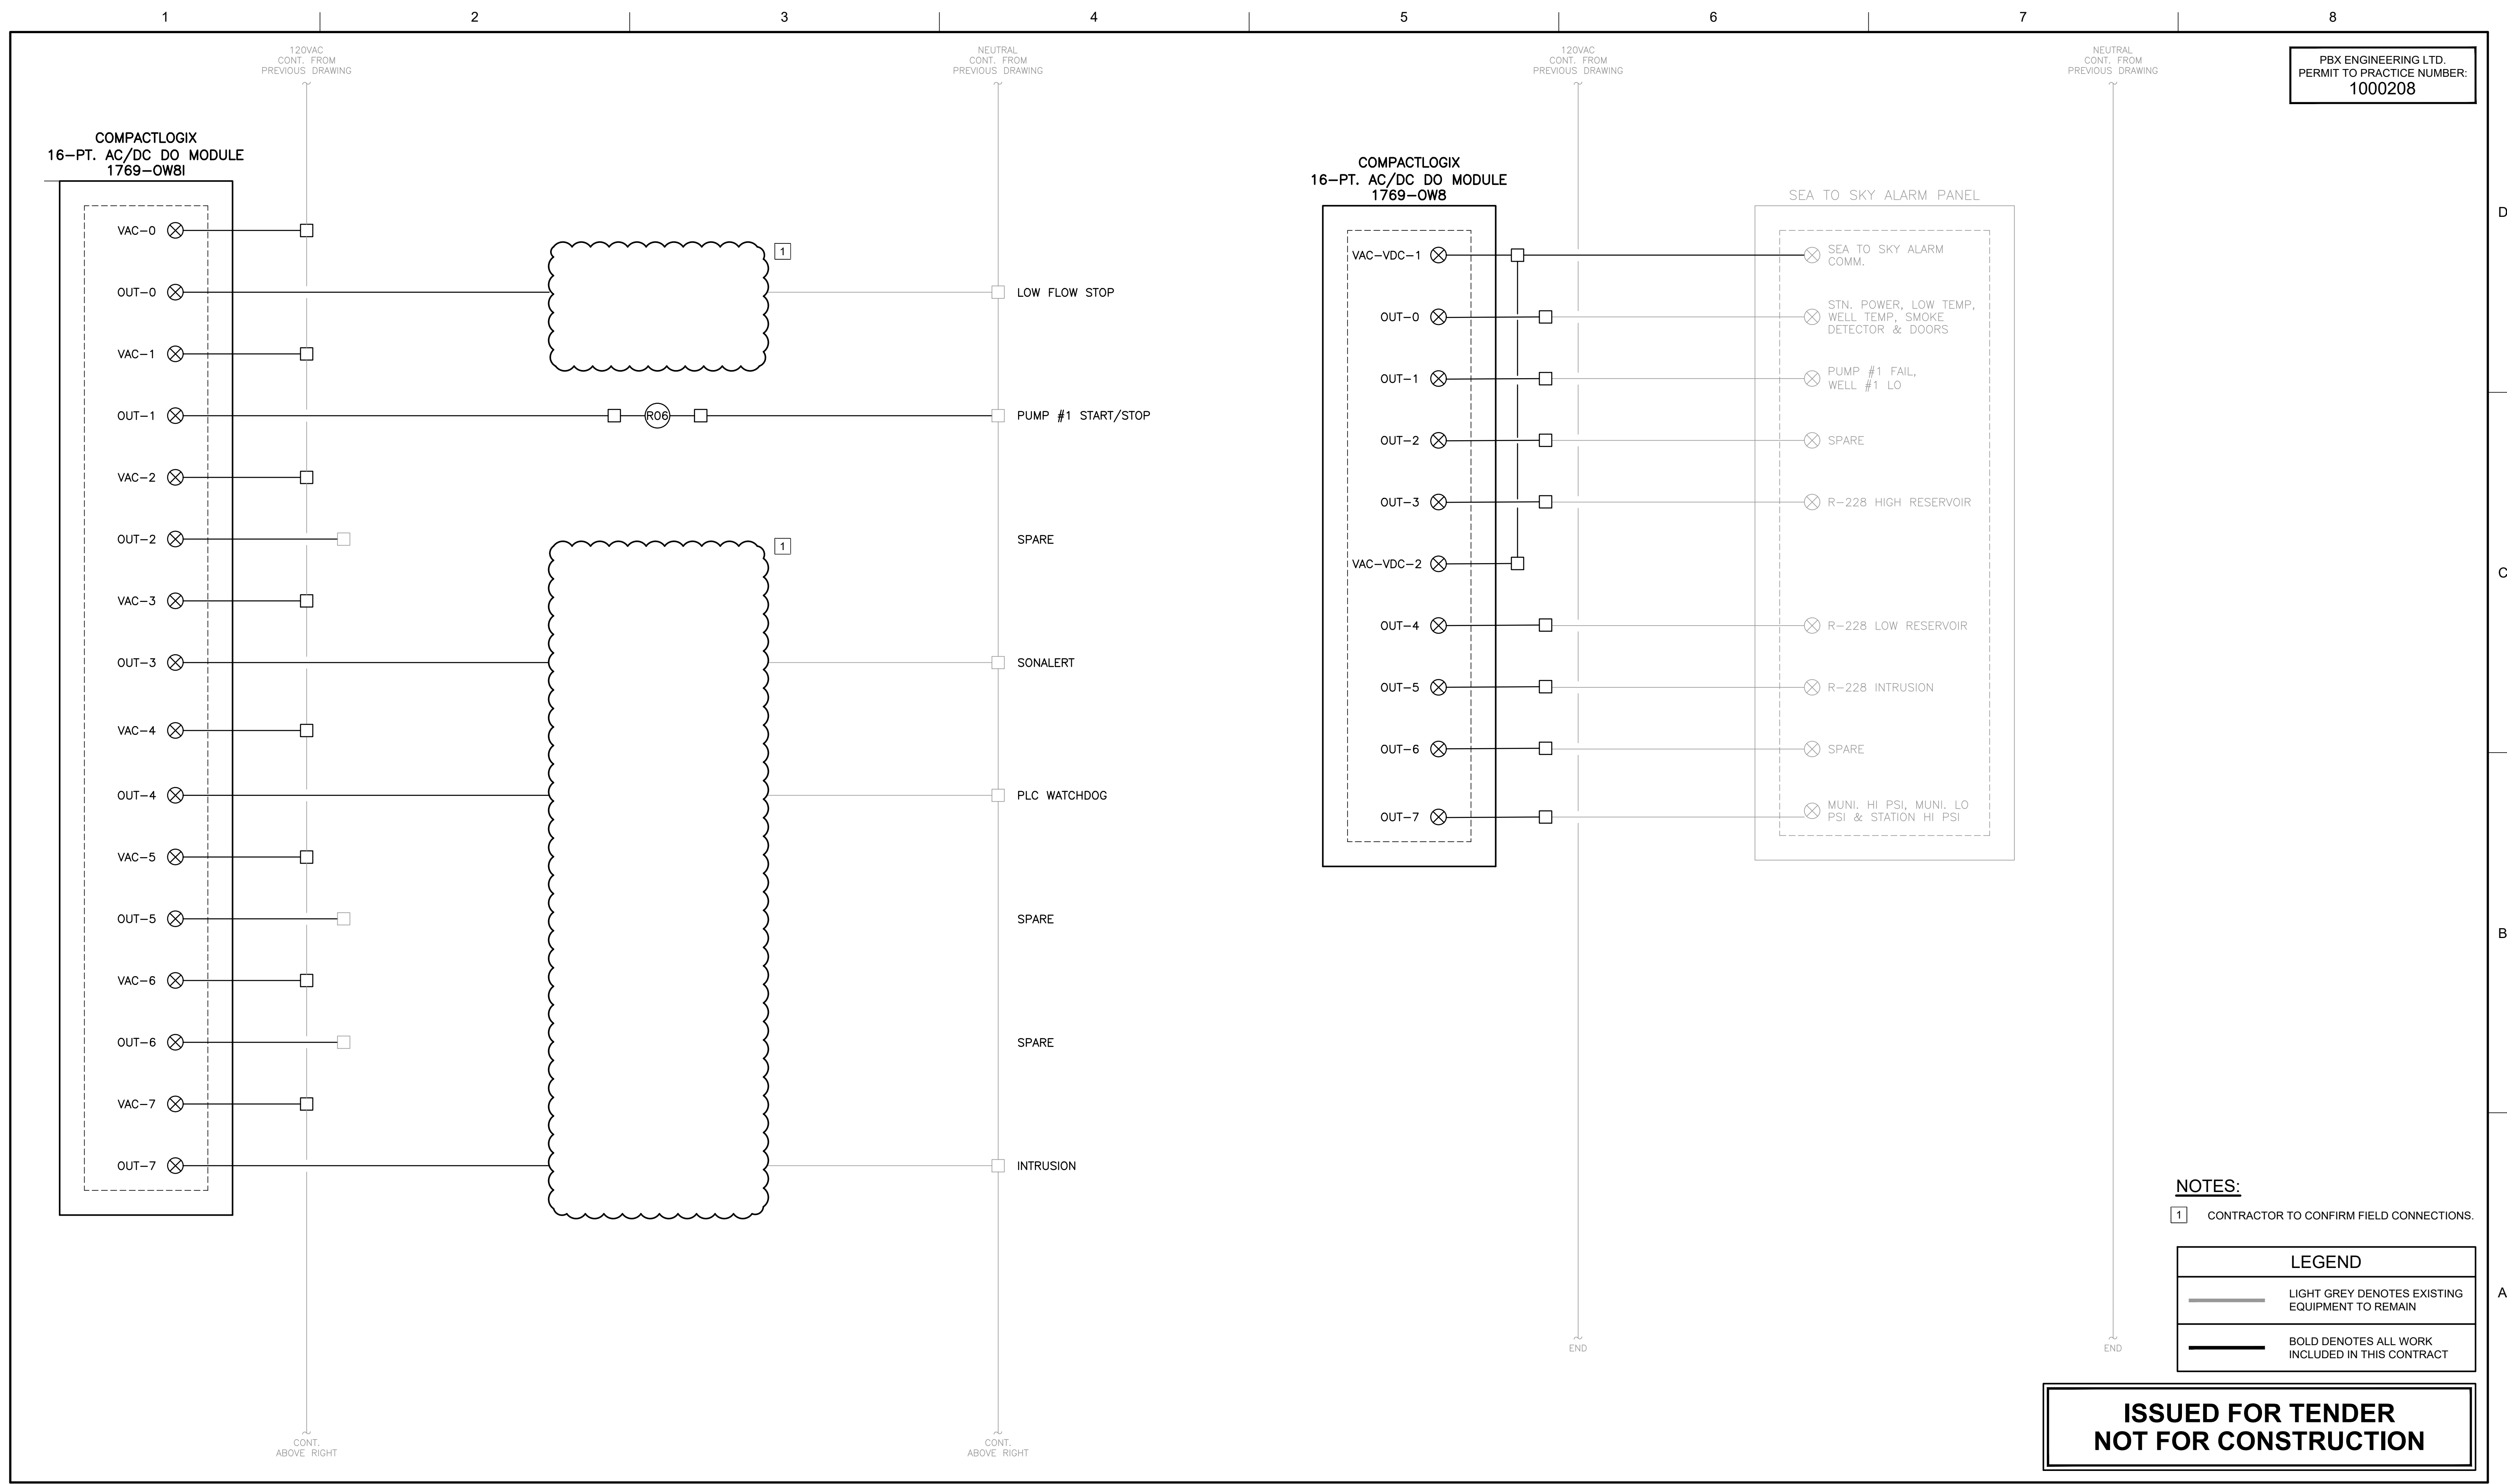 1
2
3
4
5
6
7
8
120VAC
CONT. FROM
PREVIOUS DRAWING
NEUTRAL
CONT. FROM
PREVIOUS DRAWING
120VAC
CONT. FROM
PREVIOUS DRAWING
NEUTRAL
CONT. FROM
PREVIOUS DRAWING
PBX ENGINEERING LTD.
PERMIT TO PRACTICE NUMBER:
1000208
COMPACTLOGIX
16-PT. AC/DC DO MODULE
1769-OW8I
VAC-0
OUT-0
1
LOW FLOW STOP
VAC-1
OUT-1
R06
PUMP #1 START/STOP
VAC-2
OUT-2
SPARE
1
VAC-3
OUT-3
SONALERT
VAC-4
OUT-4
PLC WATCHDOG
VAC-5
OUT-5
SPARE
VAC-6
OUT-6
SPARE
VAC-7
OUT-7
INTRUSION
CONT.
ABOVE RIGHT
CONT.
ABOVE RIGHT
COMPACTLOGIX
16-PT. AC/DC DO MODULE
1769-OW8
SEA TO SKY ALARM PANEL
VAC-VDC-1
SEA TO SKY ALARM
COMM.
OUT-0
STN. POWER, LOW TEMP,
WELL TEMP, SMOKE
DETECTOR & DOORS
OUT-1
PUMP #1 FAIL,
WELL #1 LO
OUT-2
SPARE
OUT-3
R-228 HIGH RESERVOIR
VAC-VDC-2
OUT-4
R-228 LOW RESERVOIR
OUT-5
R-228 INTRUSION
OUT-6
SPARE
OUT-7
MUNI. HI PSI, MUNI. LO
PSI & STATION HI PSI
END
END
D
C
B
A
NOTES:
1 CONTRACTOR TO CONFIRM FIELD CONNECTIONS.
LEGEND
LIGHT GREY DENOTES EXISTING
EQUIPMENT TO REMAIN
BOLD DENOTES ALL WORK
INCLUDED IN THIS CONTRACT
ISSUED FOR TENDER
NOT FOR CONSTRUCTION